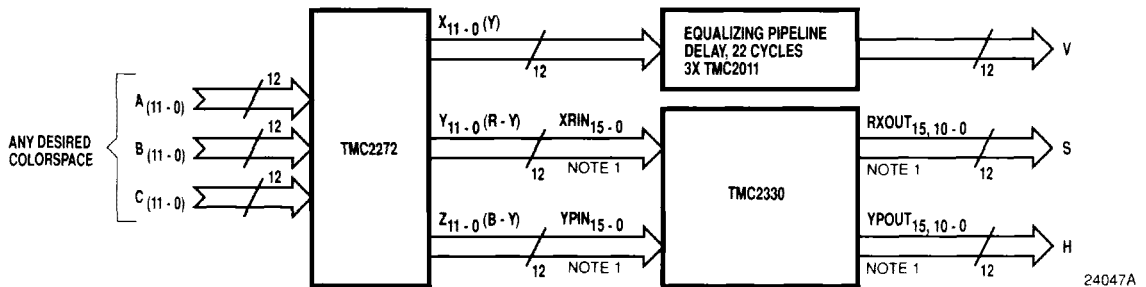 ANY DESIRED
COLORSPACE
A (11 - 0)
12
B (11 - 0)
12
C (11 - 0)
12
TMC2272
X11 - 0 (Y)
12
EQUALIZING PIPELINE
DELAY, 22 CYCLES
3X TMC2011
12
V
Y11 - 0 (R - Y) XRIN15 - 0
12 NOTE 1
Z11 - 0 (B - Y) YPIN15 - 0
12 NOTE 1
TMC2330
RXOUT15, 10 - 0
NOTE 1 12
S
YPOUT15, 10 - 0
NOTE 1 12
H
24047A